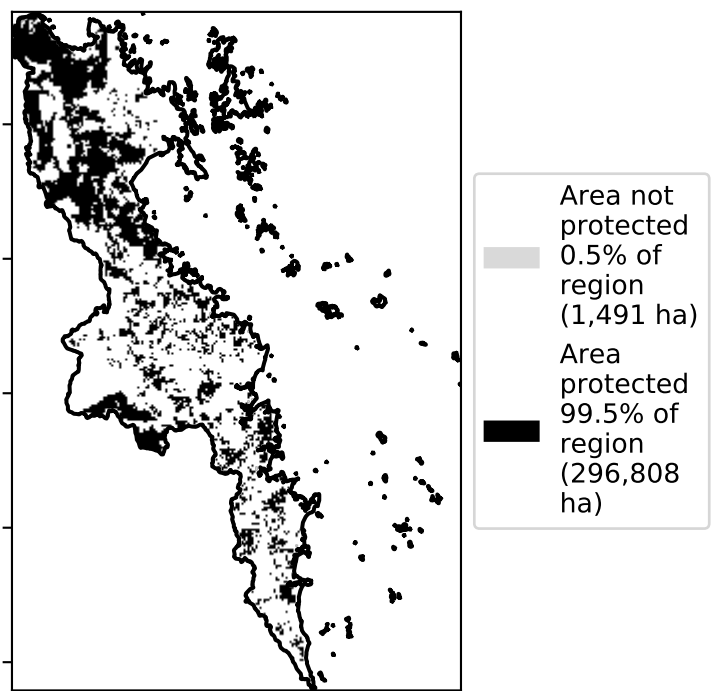 Area not
protected
0.5% of
region
(1,491 ha)
Area
protected
99.5% of
region
(296,808
ha)